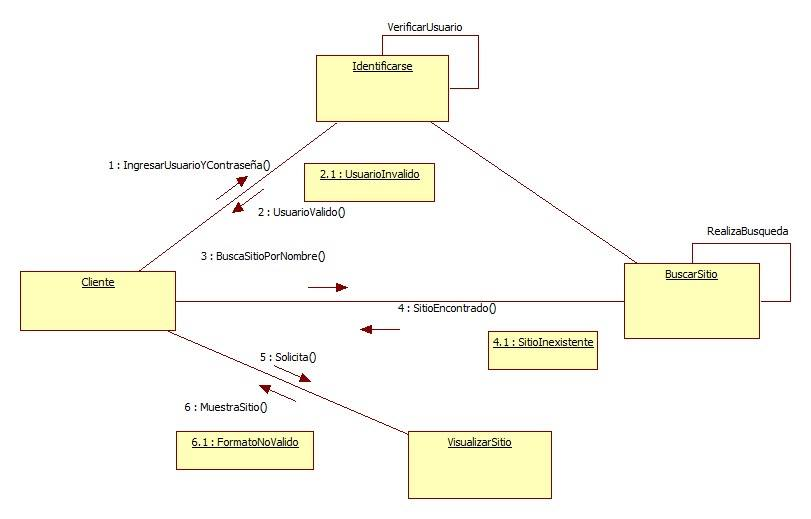 VerificarUsuario
Identificarse
1 : IngresarUsuarioYContraseña()
2.1 : UsuarioInvalido
2 : UsuarioValido()
RealizaBusqueda
3 : BuscaSitioPorNombre()
Cliente
BuscarSitio
4 : SitioEncontrado()
4.1 : SitioInexistente
5 : Solicita()
6 : MuestraSitio()
6.1 : FormatoNoValido
VisualizarSitio